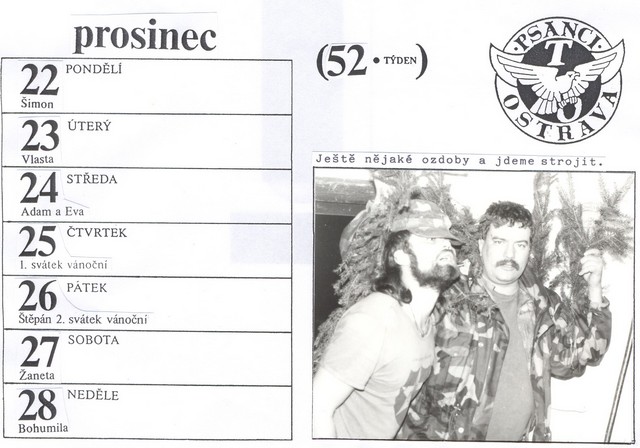 prosinec
22 PONDĚLÍ
Šimon
23 ÚTERÝ
Vlasta
24 STŘEDA
Adam a Eva
25 ČTVRTEK
1. svátek vánoční
26 PÁTEK
Štěpán 2. svátek vánoční
27 SOBOTA
Žaneta
28 NEDĚLE
Bohumila
(52 • TÝDEN)
• PSANCI •
T
O
OSTRAVA
Ještě nějaké ozdoby a jdeme strojit.